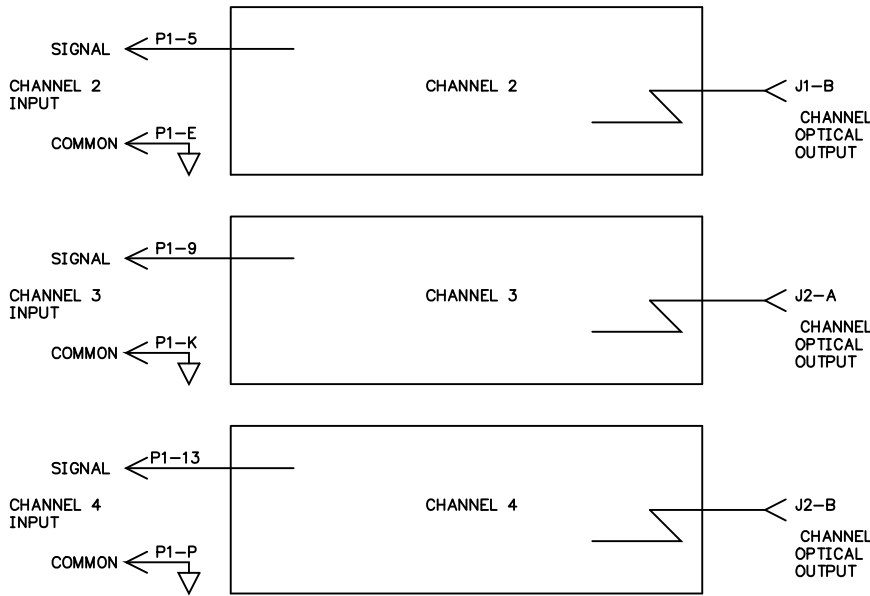 SIGNAL P1-5
CHANNEL 2
INPUT
CHANNEL 2
J1-B
CHANNEL
OPTICAL
OUTPUT
COMMON P1-E
SIGNAL P1-9
CHANNEL 3
INPUT
CHANNEL 3
J2-A
CHANNEL
OPTICAL
OUTPUT
COMMON P1-K
SIGNAL P1-13
CHANNEL 4
INPUT
CHANNEL 4
J2-B
CHANNEL
OPTICAL
OUTPUT
COMMON P1-P